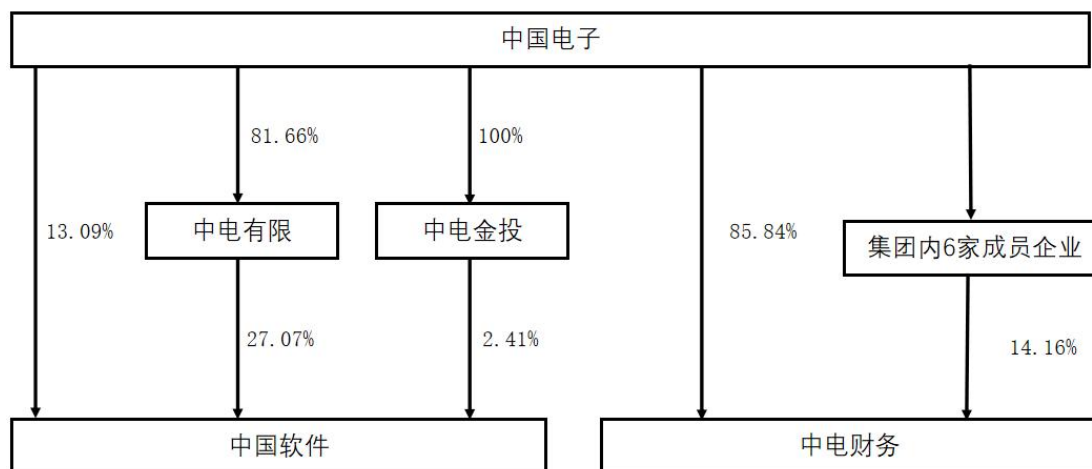 中国电子
81.66%
100%
中电有限
中电金投
13.09%
85.84%
集团内6家成员企业
27.07%
2.41%
14.16%
中国软件
中电财务